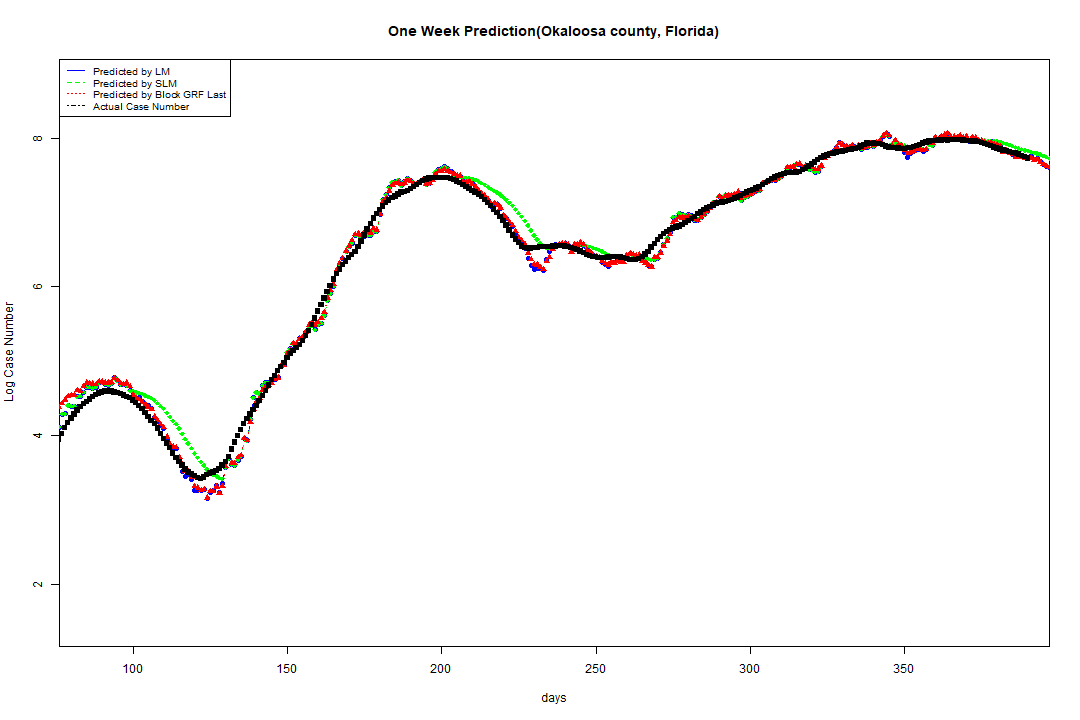 One Week Prediction(Okaloosa county, Florida)
Predicted by LM
Predicted by SLM
Predicted by Block GRF Last
Actual Case Number
8
6
4
2
Log Case Number
100 150 200 250 300 350
days